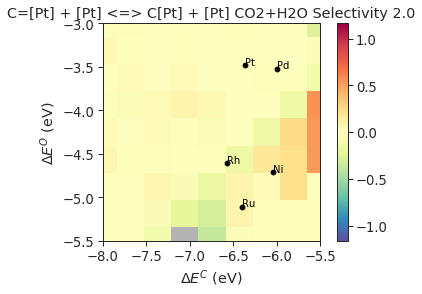 C=[Pt] + [Pt] <=> C[Pt] + [Pt] CO2+H2O Selectivity 2.0
−3.0
−3.5
−4.0
−4.5
−5.0
−5.5
ΔE^O (eV)
Pt
Pd
Rh
Ni
Ru
−8.0 −7.5 −7.0 −6.5 −6.0 −5.5
ΔE^C (eV)
1.0
0.5
0.0
−0.5
−1.0